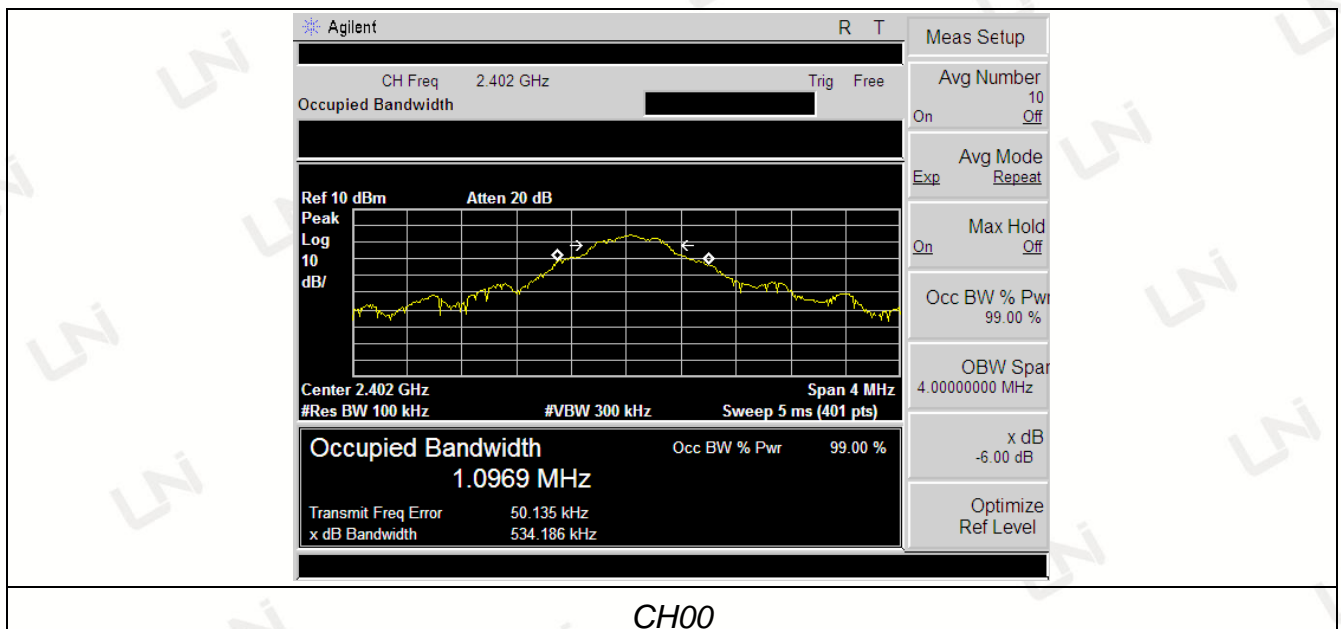 Agilent R T
CH Freq 2.402 GHz Trig Free
Occupied Bandwidth
Ref 10 dBm Atten 20 dB
Peak
Log
10
dB/
Center 2.402 GHz Span 4 MHz
#Res BW 100 kHz #VBW 300 kHz Sweep 5 ms (401 pts)
Occupied Bandwidth Occ BW % Pwr 99.00 %
1.0969 MHz
Transmit Freq Error 50.135 kHz
x dB Bandwidth 534.186 kHz
Meas Setup
Avg Number
10
On Off
Avg Mode
Exp Repeat
Max Hold
On Off
Occ BW % Pwr
99.00 %
OBW Span
4.00000000 MHz
x dB
-6.00 dB
Optimize
Ref Level
CH00